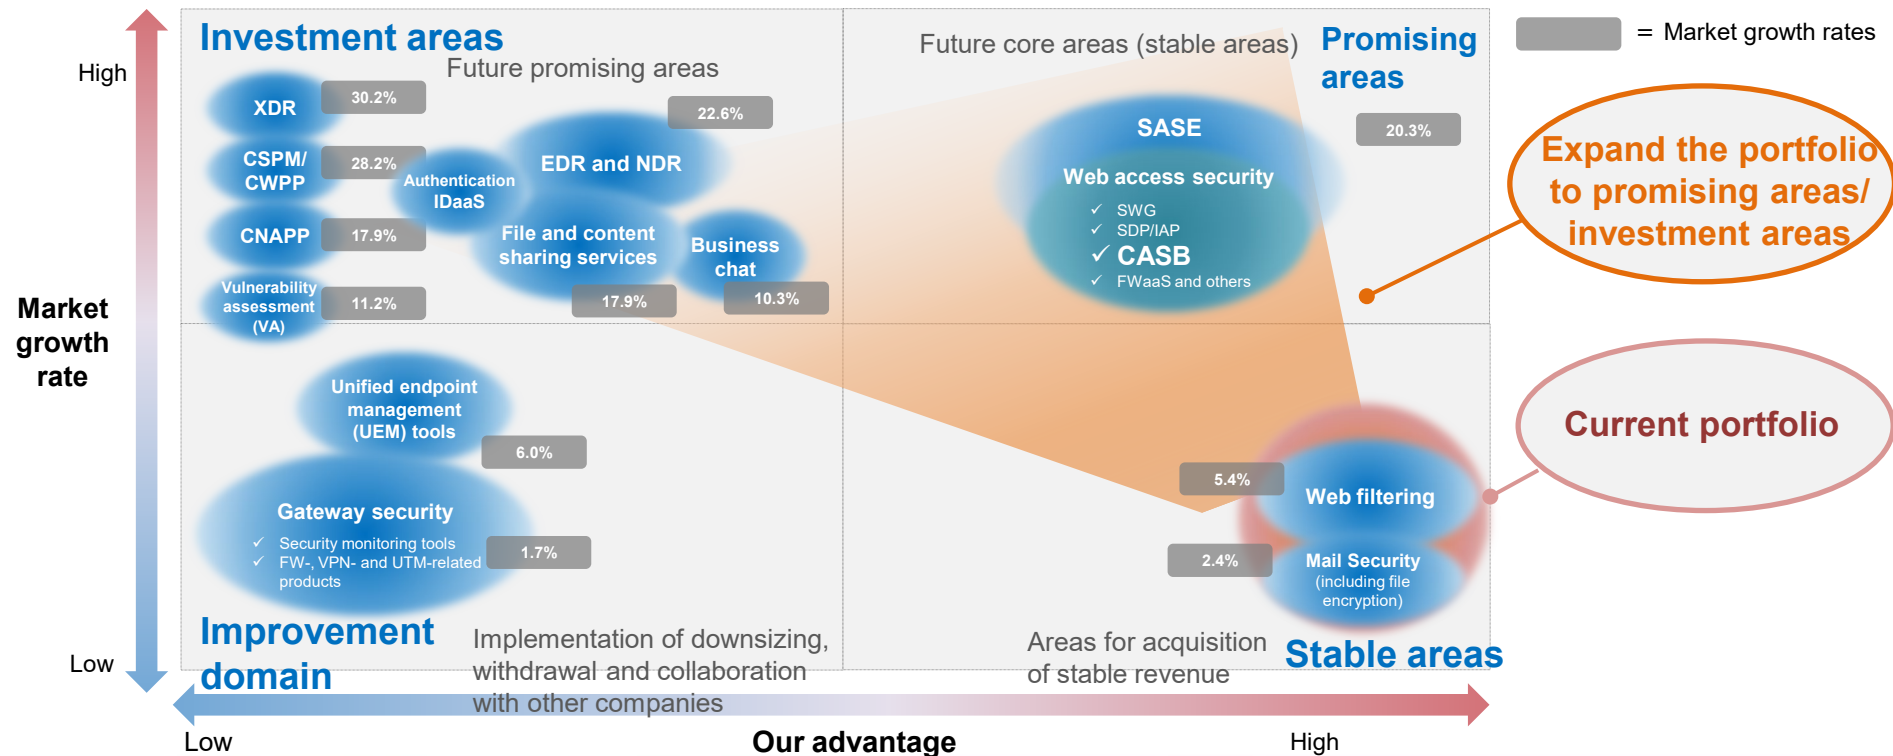 Investment areas
Future promising areas
Future core areas (stable areas)
Promising
areas
= Market growth rates
High
XDR
30.2%
CSPM/
CWPP
28.2%
CNAPP
17.9%
Vulnerability
assessment
(VA)
11.2%
Authentication
IDaaS
EDR and NDR
22.6%
File and content
sharing services
17.9%
Business
chat
10.3%
SASE
20.3%
Web access security
✓ SWG
✓ SDP/IAP
✓ CASB
✓ FWaaS and others
Expand the portfolio
to promising areas/
investment areas
Market
growth
rate
Unified endpoint
management
(UEM) tools
6.0%
Gateway security
✓ Security monitoring tools
✓ FW-, VPN- and UTM-related
products
1.7%
Current portfolio
5.4%
Web filtering
2.4%
Mail Security
(including file
encryption)
Improvement
domain
Implementation of downsizing,
withdrawal and collaboration
with other companies
Areas for acquisition
of stable revenue
Stable areas
Low
Low
Our advantage
High